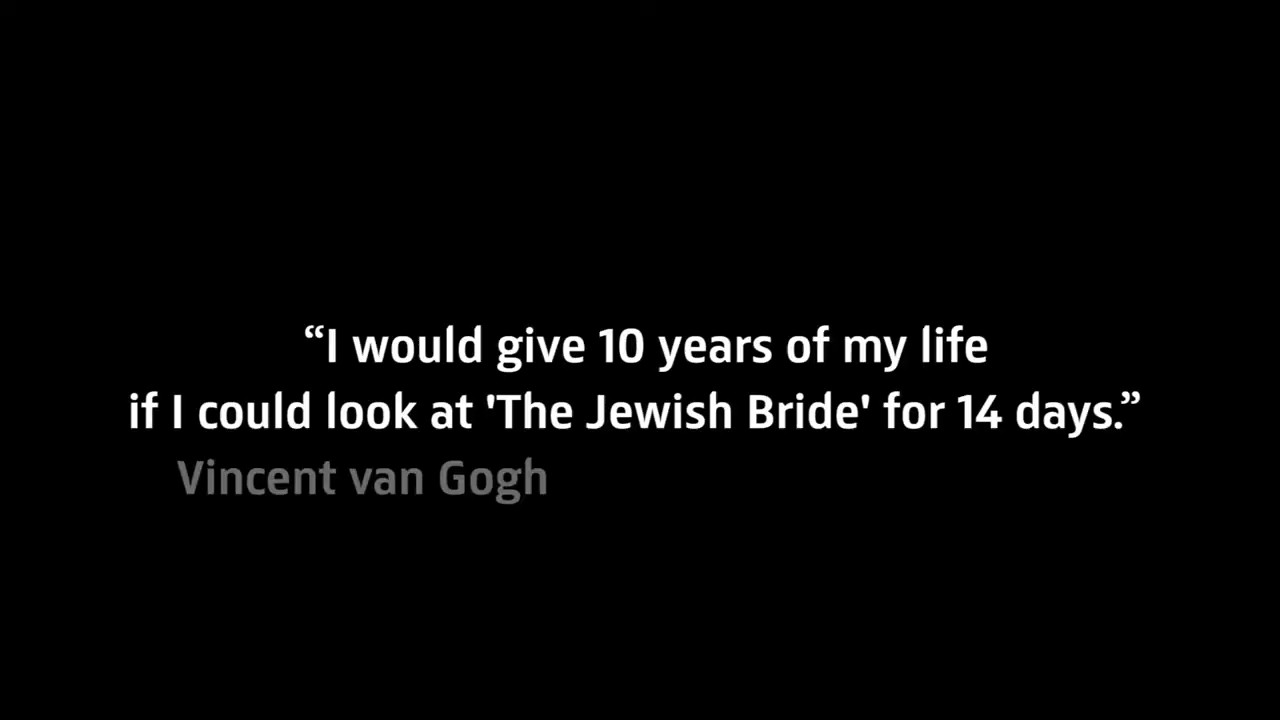 “I would give 10 years of my life
if I could look at 'The Jewish Bride' for 14 days.”
Vincent van Gogh